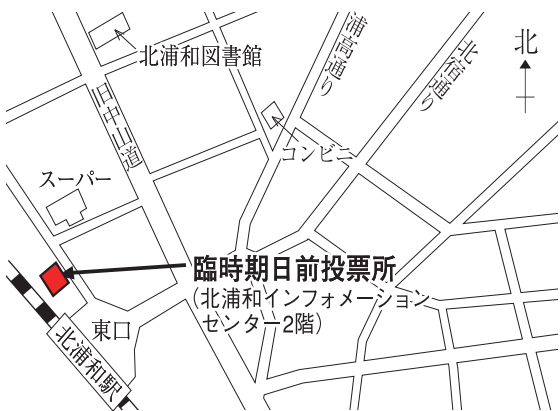 北浦和図書館
浦高通り
北宿通り
北
旧中山道
コンビニ
スーパー
臨時期日前投票所
(北浦和インフォメーション
センター2階)
東口
北浦和駅